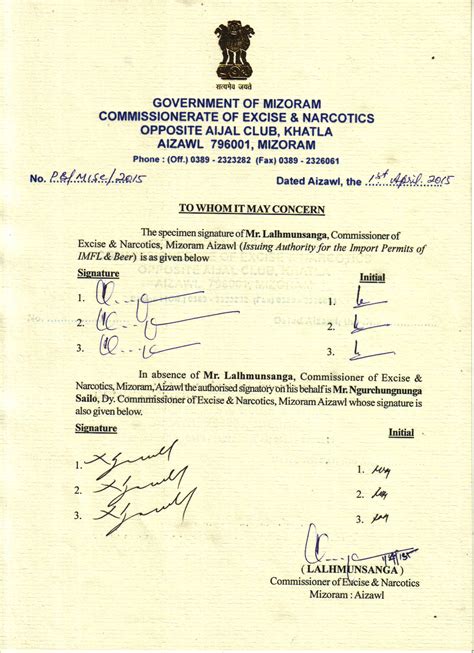 सत्यमेव जयते
GOVERNMENT OF MIZORAM
COMMISSIONERATE OF EXCISE & NARCOTICS
OPPOSITE AIJAL CLUB, KHATLA
AIZAWL 796001, MIZORAM
Phone : (Off.) 0389 - 2323282 (Fax) 0389 - 2326061
No. PB/MISC/2015 Dated Aizawl, the 1st April, 2015
TO WHOM IT MAY CONCERN
The specimen signature of Mr. Lalhmunsanga, Commissioner of
Excise & Narcotics, Mizoram Aizawl (Issuing Authority for the Import Permits of
IMFL & Beer) is as given below
Signature Initial
1. 1.
2. 2.
3. 3.
In absence of Mr. Lalhmunsanga, Commissioner of Excise &
Narcotics, Mizoram, Aizawl the authorised signatory on his behalf is Mr. Ngurchungnunga
Sailo, Dy. Commmissioner of Excise & Narcotics, Mizoram Aizawl whose signature is
also given below.
Signature Initial
1. 1.
2. 2.
3. 3.
( LALHMUNSANGA )
Commissioner of Excise & Narcotics
Mizoram : Aizawl